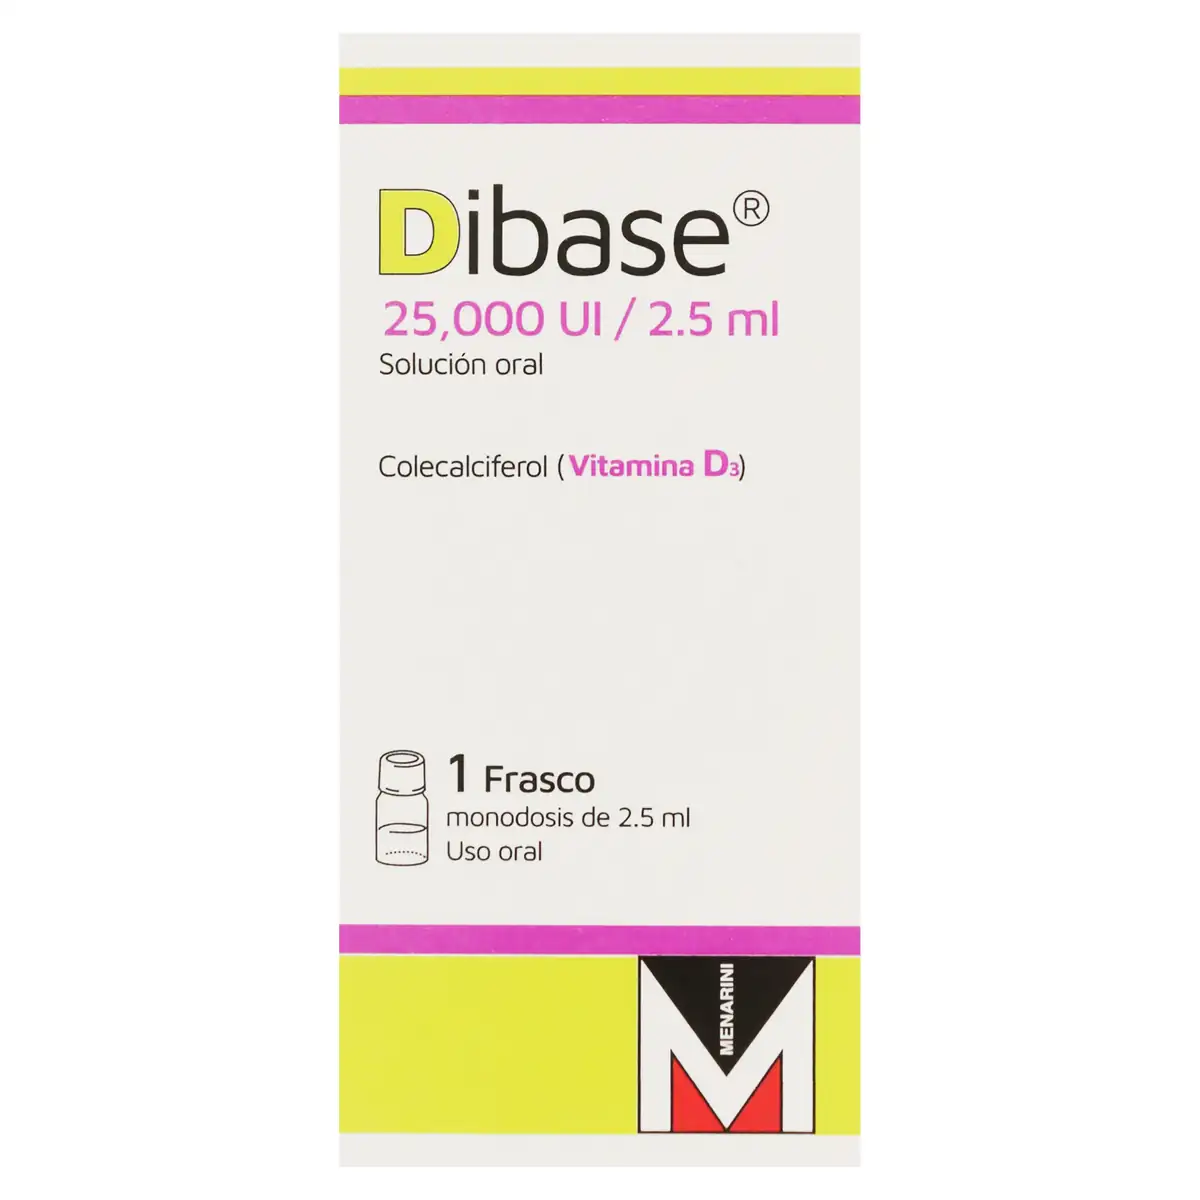 Dibase®
25,000 UI / 2.5 ml
Solución oral
Colecalciferol (Vitamina D3)
1 Frasco
monodosis de 2.5 ml
Uso oral
MENARINI